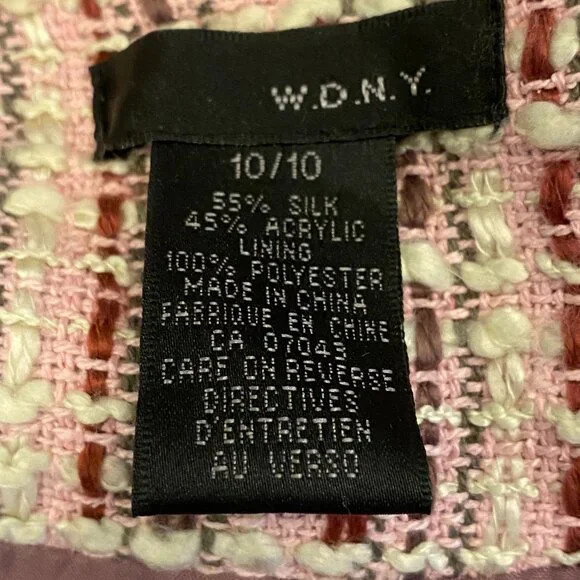 W.D.N.Y.
10/10
55% SILK
45% ACRYLIC
LINING
100% POLYESTER
MADE IN CHINA
FABRIQUE EN CHINE
CA 07043
CARE ON REVERSE
DIRECTIVES
D'ENTRETIEN
AU VERSO